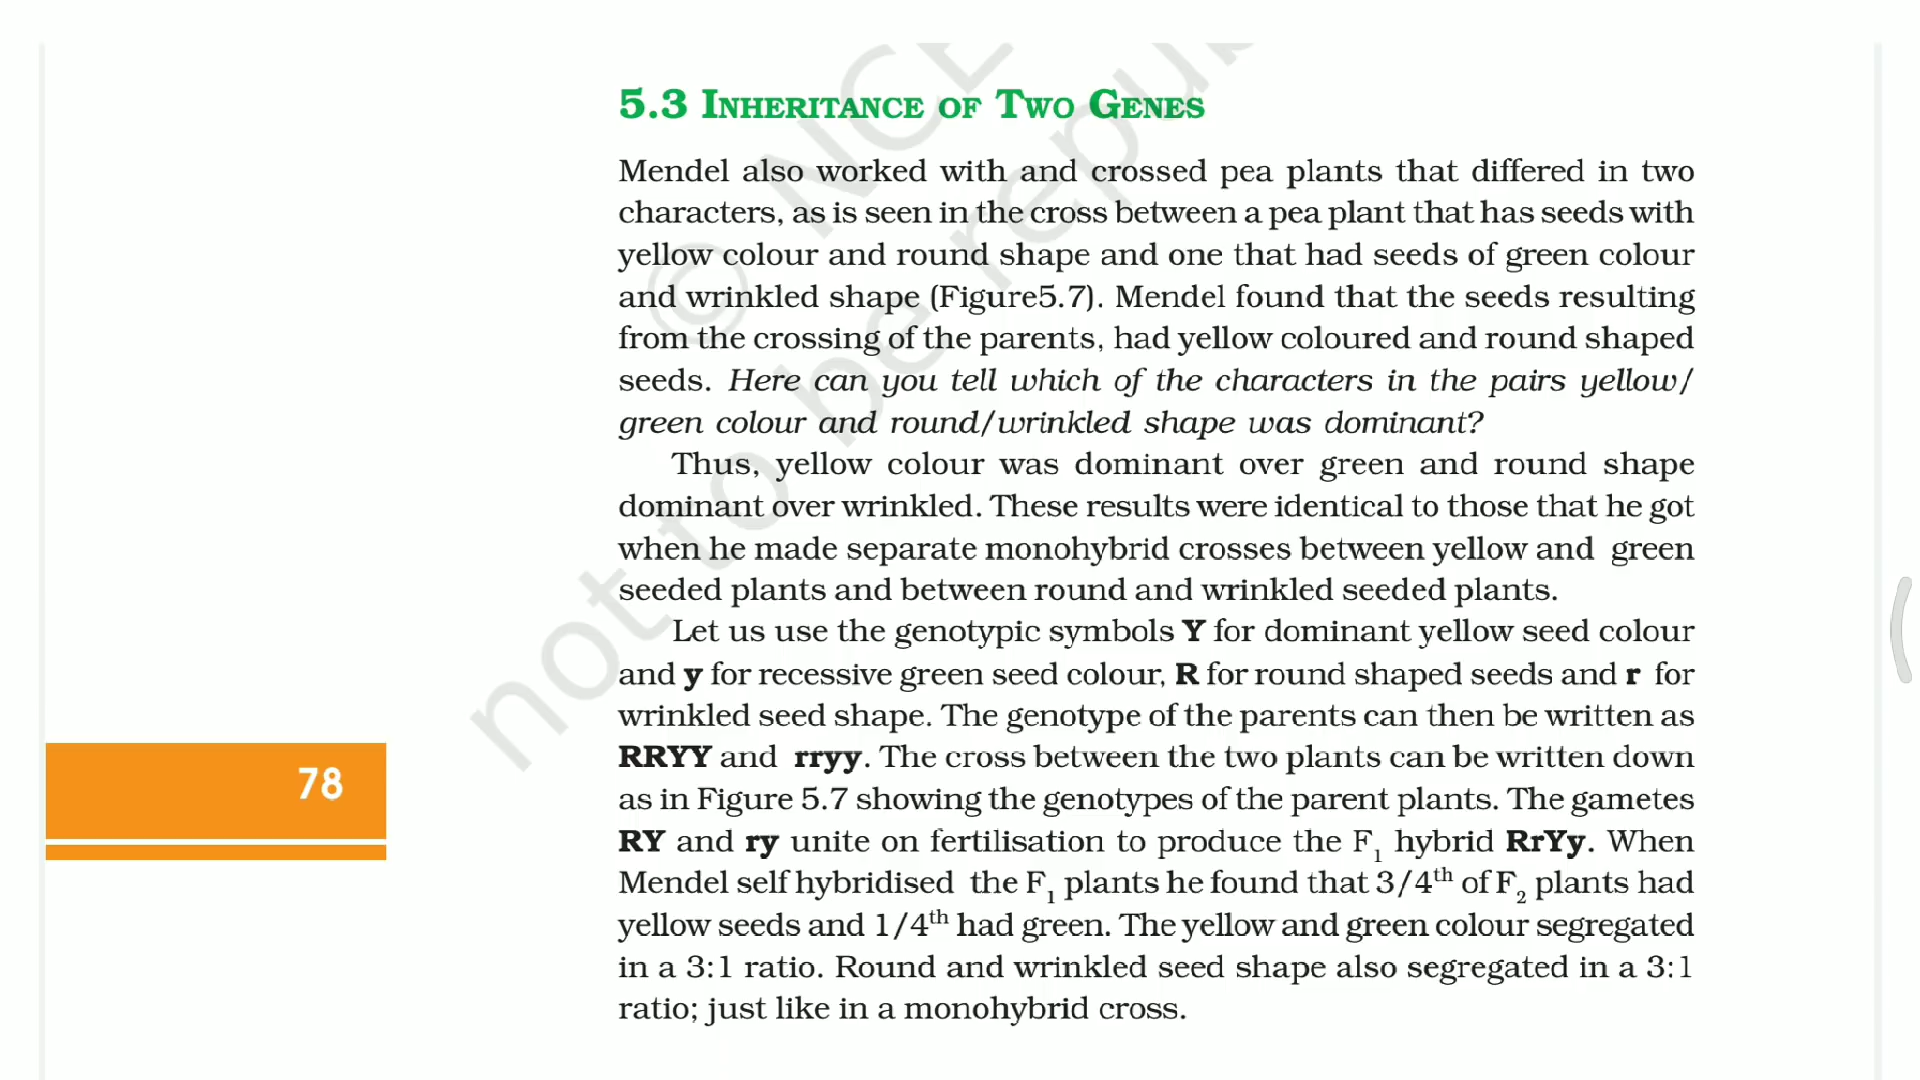 5.3 INHERITANCE OF TWO GENES
Mendel also worked with and crossed pea plants that differed in two
characters, as is seen in the cross between a pea plant that has seeds with
yellow colour and round shape and one that had seeds of green colour
and wrinkled shape (Figure5.7). Mendel found that the seeds resulting
from the crossing of the parents, had yellow coloured and round shaped
seeds. Here can you tell which of the characters in the pairs yellow/
green colour and round/wrinkled shape was dominant?
Thus, yellow colour was dominant over green and round shape
dominant over wrinkled. These results were identical to those that he got
when he made separate monohybrid crosses between yellow and green
seeded plants and between round and wrinkled seeded plants.
Let us use the genotypic symbols Y for dominant yellow seed colour
and y for recessive green seed colour, R for round shaped seeds and r for
wrinkled seed shape. The genotype of the parents can then be written as
RRYY and rryy. The cross between the two plants can be written down
as in Figure 5.7 showing the genotypes of the parent plants. The gametes
RY and ry unite on fertilisation to produce the F₁ hybrid RrYy. When
Mendel self hybridised the F₁ plants he found that 3/4ᵗʰ of F₂ plants had
yellow seeds and 1/4ᵗʰ had green. The yellow and green colour segregated
in a 3:1 ratio. Round and wrinkled seed shape also segregated in a 3:1
ratio; just like in a monohybrid cross.
78
© NCE
not to be repu